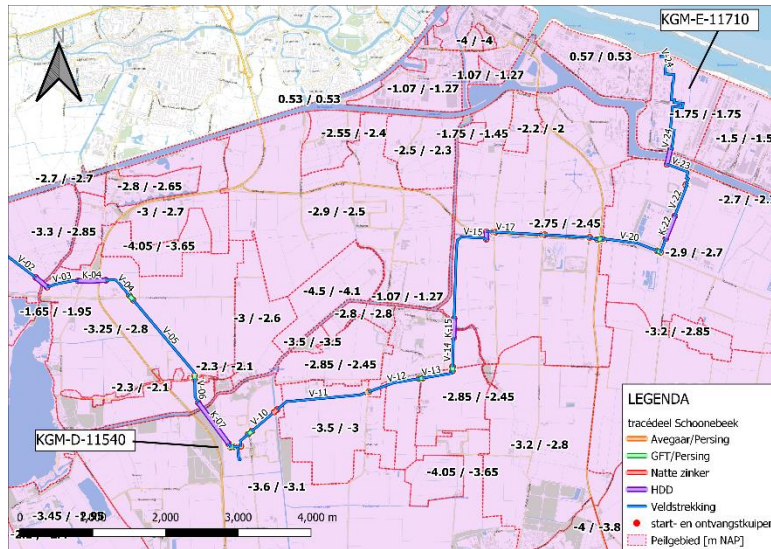 KGM-E-11710
N
-4 / -4
0.57 / 0.53
V-24
-1.07 / -1.27
-1.07 / -1.27
0.53 / 0.53
-1.75 / -1.75
-2.55 / -2.4
-1.75 / -1.45
-2.2 / -2
-1.5 / -1.5
-2.5 / -2.3
V-24
V-23
-2.7 / -2.7
-2.8 / -2.65
-2.7 / -2.
-3 / -2.7
-2.9 / -2.5
V-22
-3.3 / -2.85
-2.75 / -2.45
K-22
-4.05 / -3.65
V-15
V-17
V-20
-2.9 / -2.7
V-02
V-03
K-04
V-04
-4.5 / -4.1
-1.07 / -1.27
-1.65 / -1.95
-2.8 / -2.8
-3.25 / -2.8
-3 / -2.6
K-15
-3.2 / -2.85
V-05
-3.5 / -3.5
-2.3 / -2.1
-2.85 / -2.45
V-14
-2.3 / -2.1
V-06
V-12
V-13
-2.85 / -2.45
V-11
K-07
V-10
-3.5 / -3
KGM-D-11540
-3.2 / -2.8
-4.05 / -3.65
-3.6 / -3.1
-3.45 / -2.95
0 1,000 2,000 3,000 4,000 m
-4 / -3.8
LEGENDA
tracédeel Schoonebeek
Avegaar/Persing
GFT/Persing
Natte zinker
HDD
Veldstrekking
start- en ontvangstkuipen
Peilgebied [m NAP]